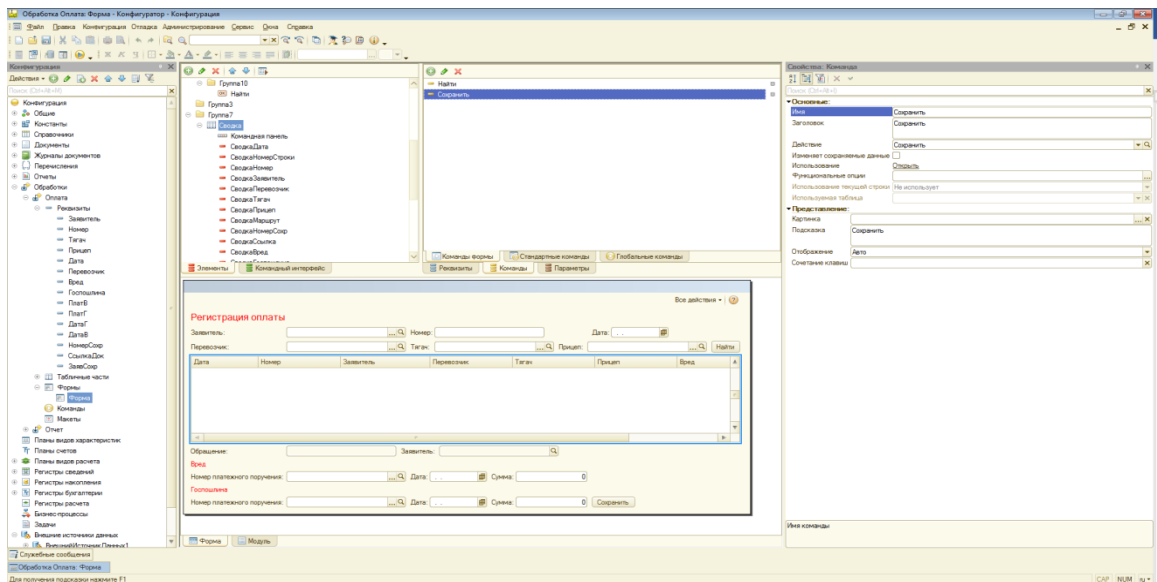 Обработка Оплата: Форма - Конфигуратор - Конфигурация
Файл Правка Конфигурация Отладка Администрирование Сервис Окна Справка
Конфигурация
Действия
Поиск (Ctrl+Alt+M)
Конфигурация
Общие
Константы
Справочники
Документы
Журналы документов
Перечисления
Отчеты
Обработки
Оплата
Реквизиты
Заявитель
Номер
Тягач
Прицеп
Дата
Перевозчик
Вред
Госпошлина
ПлатВ
ПлатГ
ДатаГ
ДатаВ
НомерСохр
СсылкаДок
ЗаявСохр
Табличные части
Формы
Форма
Команды
Макеты
Отчет
Планы видов характеристик
Планы счетов
Планы видов расчета
Регистры сведений
Регистры накопления
Регистры бухгалтерии
Регистры расчета
Бизнес-процессы
Задачи
Внешние источники данных
ВнешнийИсточникДанных1
Группа10
Найти
Группа3
Группа7
Сводка
Командная панель
СводкаДата
СводкаНомерСтроки
СводкаНомер
СводкаЗаявитель
СводкаПеревозчик
СводкаТягач
СводкаПрицеп
СводкаМаршрут
СводкаНомерСохр
СводкаСсылка
СводкаВред
Элементы Командный интерфейс
Найти
Сохранить
Команды формы Стандартные команды Глобальные команды
Реквизиты Команды Параметры
Все действия
Регистрация оплаты
Заявитель: Номер: Дата: . .
Перевозчик: Тягач: Прицеп: Найти
Дата Номер Заявитель Перевозчик Тягач Прицеп Вред
Обращение: Заявитель:
Вред
Номер платежного поручения: Дата: . . Сумма: 0
Госпошлина
Номер платежного поручения: Дата: . . Сумма: 0 Сохранить
Форма Модуль
Свойства: Команда
Поиск (Ctrl+Alt+I)
Основные:
Имя Сохранить
Заголовок Сохранить
Действие Сохранить
Изменяет сохраняемые данные
Использование Открыть
Функциональные опции
Использование текущей строки Не использует
Используемая таблица
Представление:
Картинка
Подсказка Сохранить
Отображение Авто
Сочетание клавиш
Имя команды
Служебные сообщения
Обработка Оплата: Форма
Для получения подсказки нажмите F1
CAP NUM ru